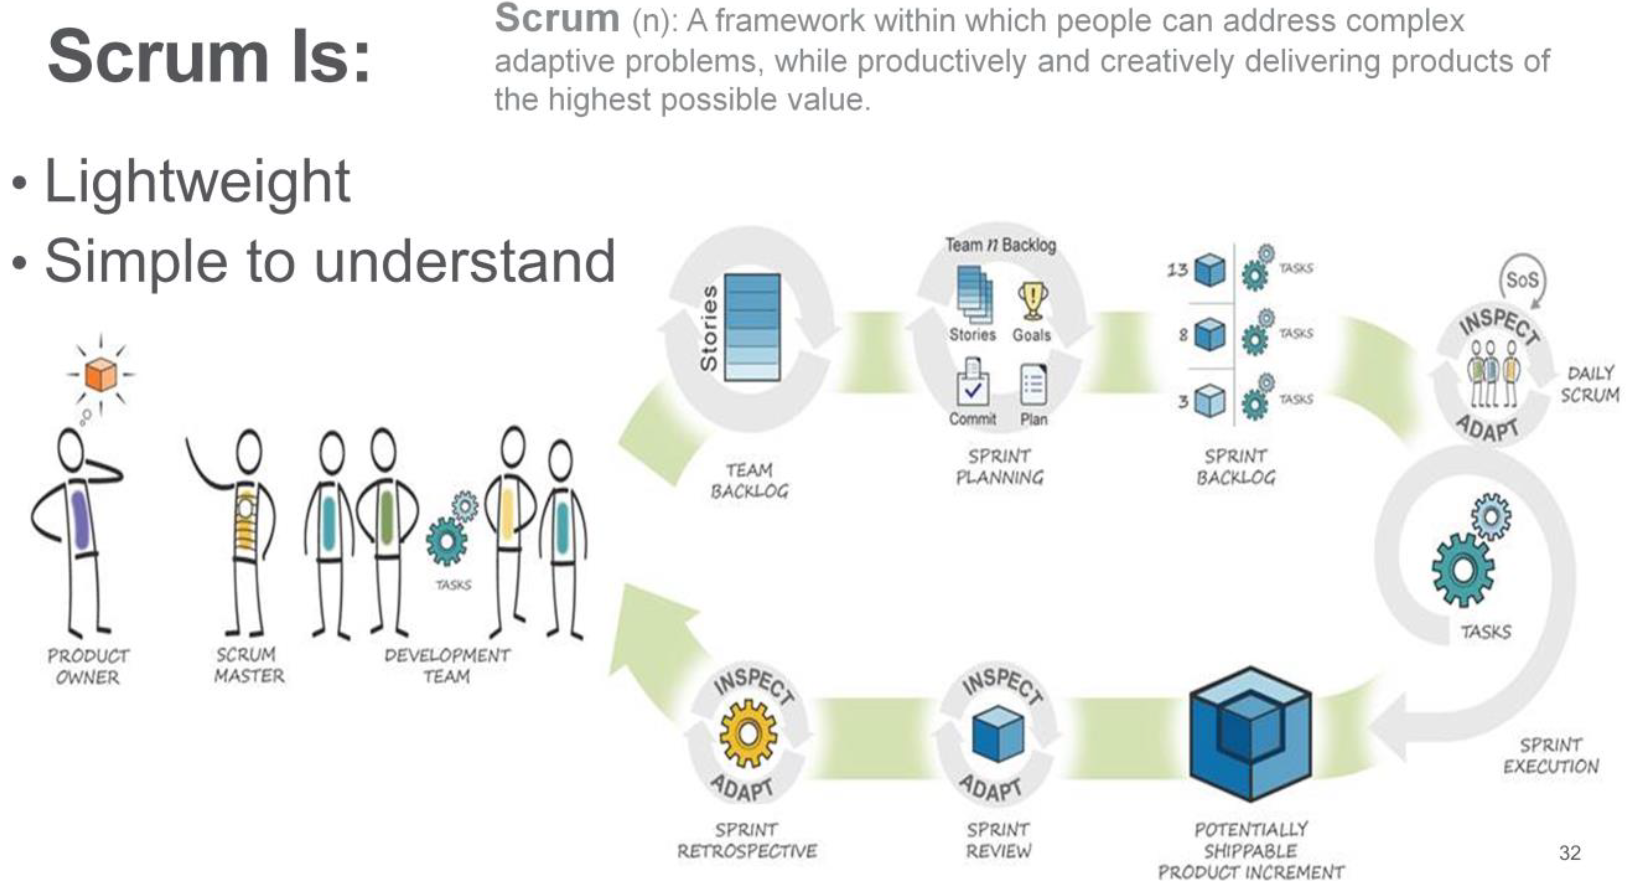 Scrum Is:
Scrum (n): A framework within which people can address complex
adaptive problems, while productively and creatively delivering products of
the highest possible value.
• Lightweight
• Simple to understand
PRODUCT
OWNER
SCRUM
MASTER
TASKS
DEVELOPMENT
TEAM
Stories
TEAM
BACKLOG
Team n Backlog
Stories Goals
Commit Plan
SPRINT
PLANNING
13 TASKS
8 TASKS
3 TASKS
SPRINT
BACKLOG
SoS
INSPECT
ADAPT
DAILY
SCRUM
TASKS
SPRINT
EXECUTION
POTENTIALLY
SHIPPABLE
PRODUCT INCREMENT
INSPECT
ADAPT
SPRINT
REVIEW
INSPECT
ADAPT
SPRINT
RETROSPECTIVE
32